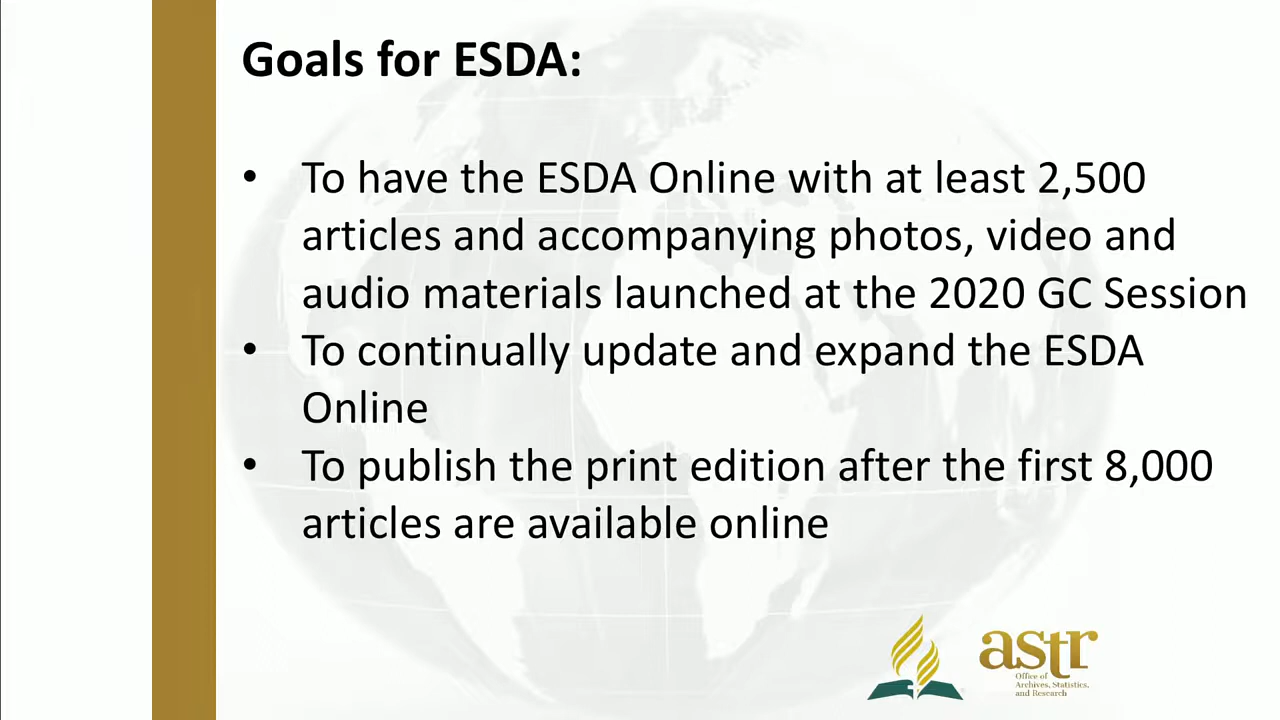 Goals for ESDA:
• To have the ESDA Online with at least 2,500
articles and accompanying photos, video and
audio materials launched at the 2020 GC Session
• To continually update and expand the ESDA
Online
• To publish the print edition after the first 8,000
articles are available online
astr
Office of
Archives, Statistics,
and Research